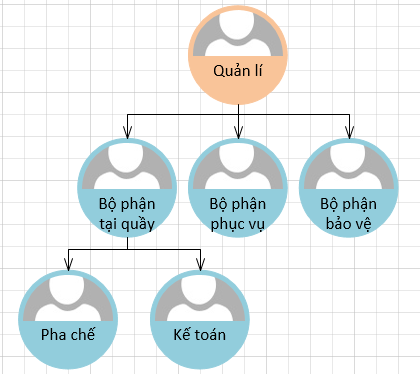 Quản lí
Bộ phận
tại quầy
Bộ phận
phục vụ
Bộ phận
bảo vệ
Pha chế
Kế toán